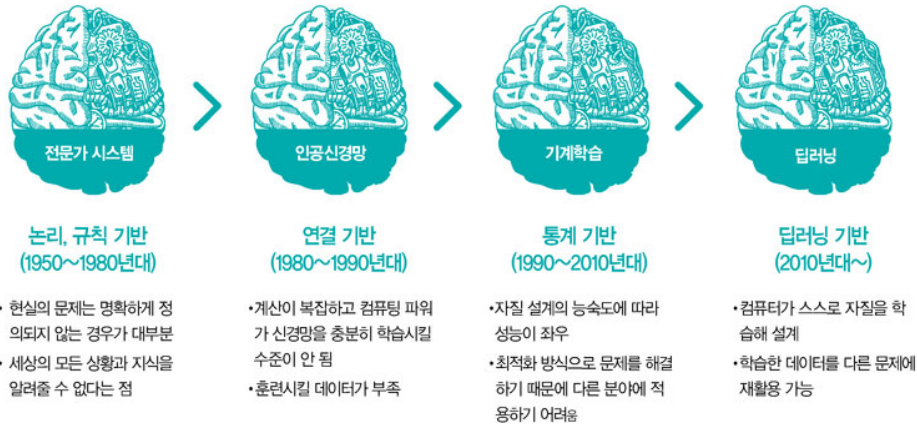 전문가 시스템
인공신경망
기계학습
딥러닝
논리, 규칙 기반
(1950~1980년대)
• 현실의 문제는 명확하게 정
의되지 않는 경우가 대부분
• 세상의 모든 상황과 지식을
알려줄 수 없다는 점
연결 기반
(1980~1990년대)
•계산이 복잡하고 컴퓨팅 파워
가 신경망을 충분히 학습시킬
수준이 안 됨
•훈련시킬 데이터가 부족
통계 기반
(1990~2010년대)
•자질 설계의 능숙도에 따라
성능이 좌우
•최적화 방식으로 문제를 해결
하기 때문에 다른 분야에 적
용하기 어려움
딥러닝 기반
(2010년대~)
•컴퓨터가 스스로 자질을 학
습해 설계
•학습한 데이터를 다른 문제에
재활용 가능